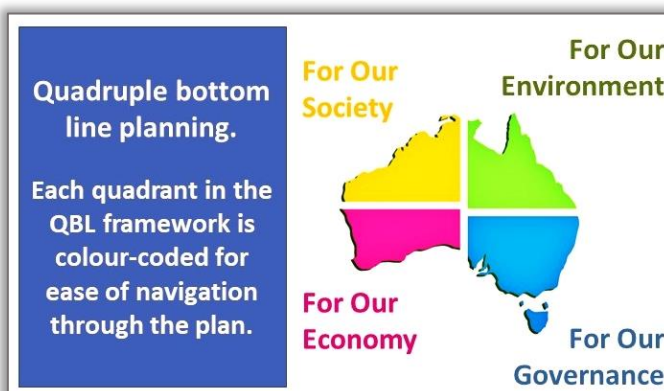 Quadruple bottom
line planning.
Each quadrant in the
QBL framework is
colour-coded for
ease of navigation
through the plan.
For Our
Society
For Our
Environment
For Our
Economy
For Our
Governance